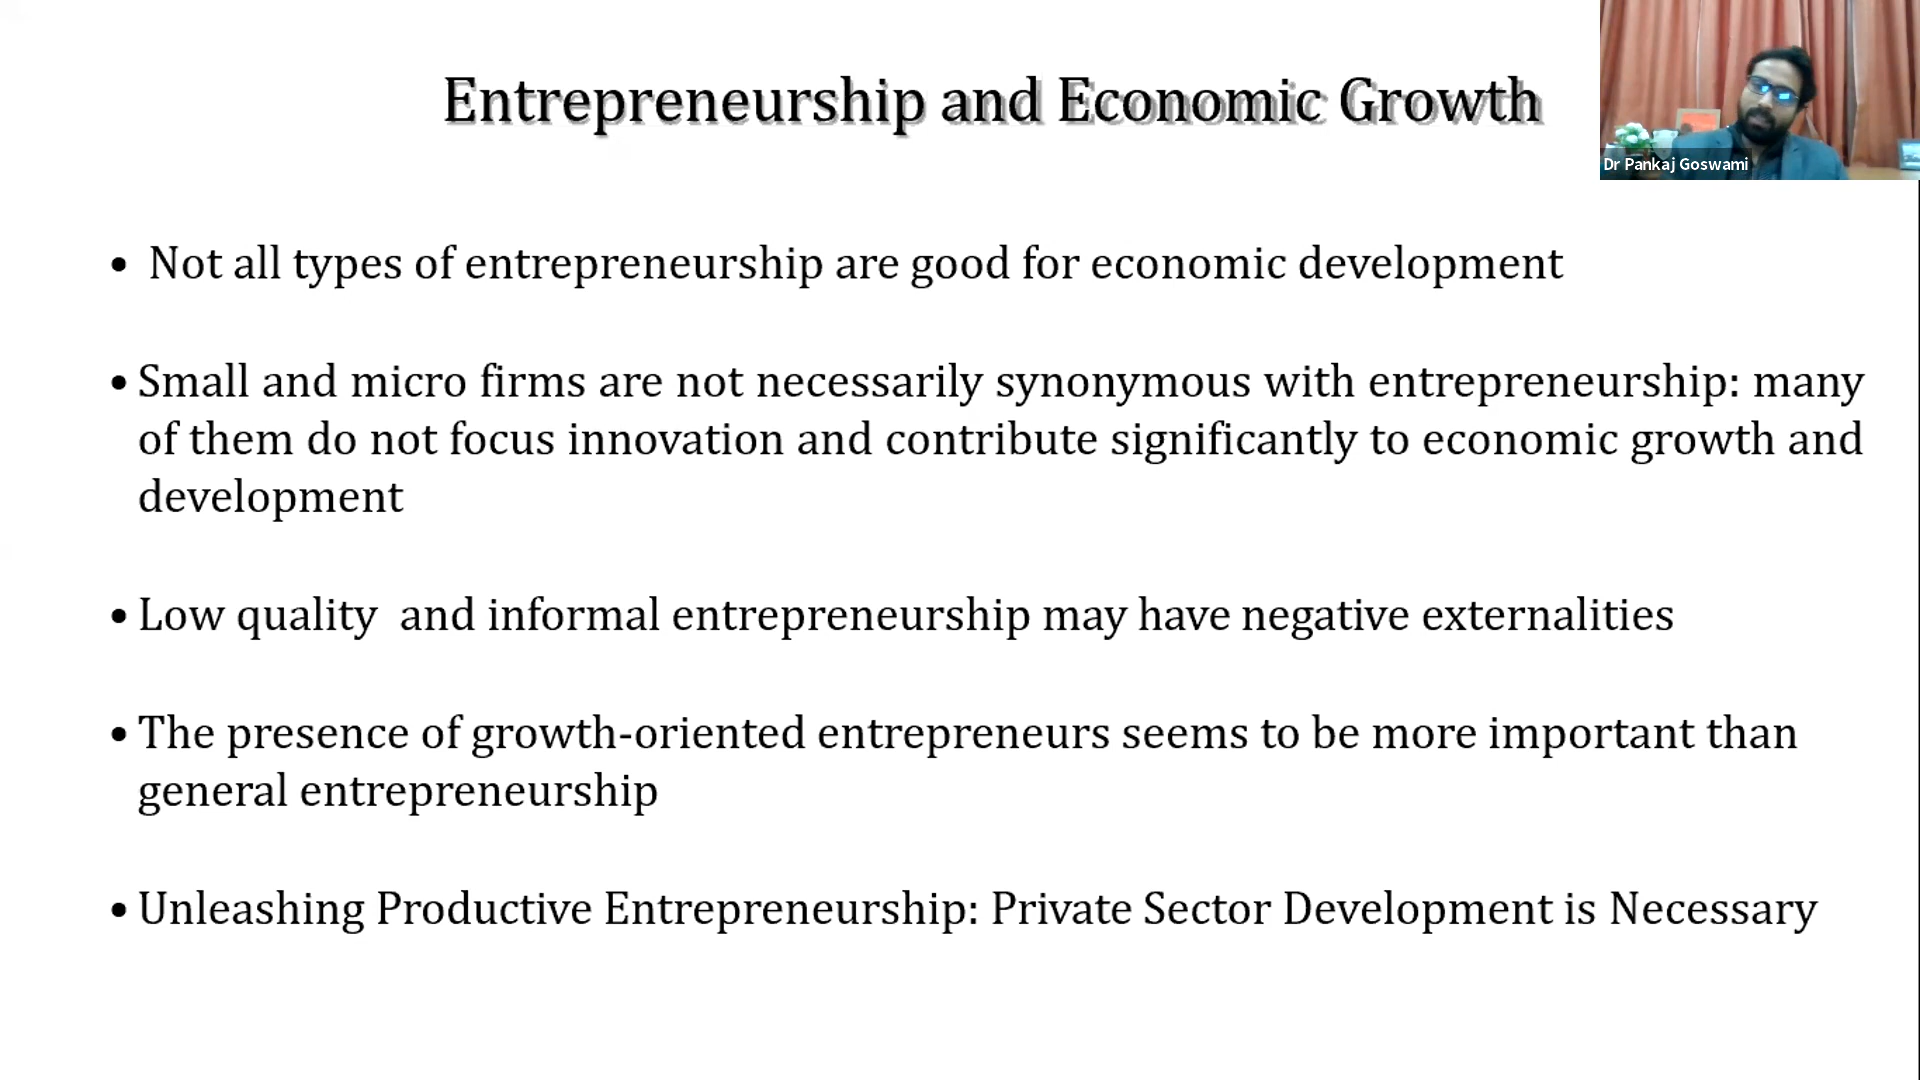 Entrepreneurship and Economic Growth
Dr Pankaj Goswami
• Not all types of entrepreneurship are good for economic development
• Small and micro firms are not necessarily synonymous with entrepreneurship: many
of them do not focus innovation and contribute significantly to economic growth and
development
• Low quality and informal entrepreneurship may have negative externalities
• The presence of growth-oriented entrepreneurs seems to be more important than
general entrepreneurship
• Unleashing Productive Entrepreneurship: Private Sector Development is Necessary